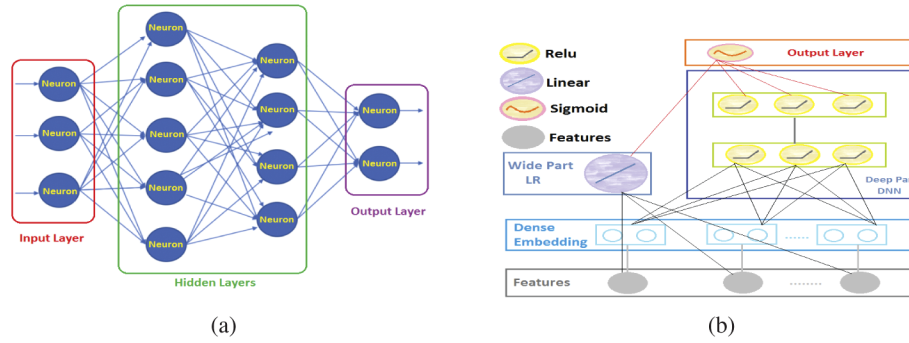 Neuron
Neuron
Neuron
Neuron
Neuron
Neuron
Neuron
Neuron
Neuron
Neuron
Neuron
Neuron
Neuron
Neuron
Input Layer
Hidden Layers
Output Layer
(a)
Relu
Linear
Sigmoid
Features
Output Layer
Wide Part
LR
Deep Pa
DNN
Dense
Embedding
Features
(b)